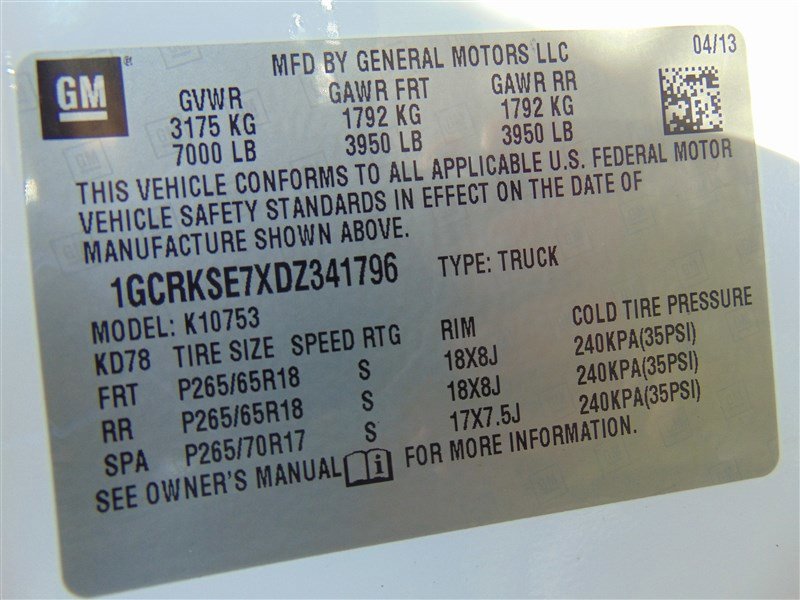 GM
MFD BY GENERAL MOTORS LLC 04/13
GVWR GAWR FRT GAWR RR
3175 KG 1792 KG 1792 KG
7000 LB 3950 LB 3950 LB
THIS VEHICLE CONFORMS TO ALL APPLICABLE U.S. FEDERAL MOTOR
VEHICLE SAFETY STANDARDS IN EFFECT ON THE DATE OF
MANUFACTURE SHOWN ABOVE.
1GCRKSE7XDZ341796 TYPE: TRUCK
MODEL: K10753
KD78 TIRE SIZE SPEED RTG RIM COLD TIRE PRESSURE
FRT P265/65R18 S 18X8J 240KPA(35PSI)
RR P265/65R18 S 18X8J 240KPA(35PSI)
SPA P265/70R17 S 17X7.5J 240KPA(35PSI)
SEE OWNER'S MANUAL i FOR MORE INFORMATION.